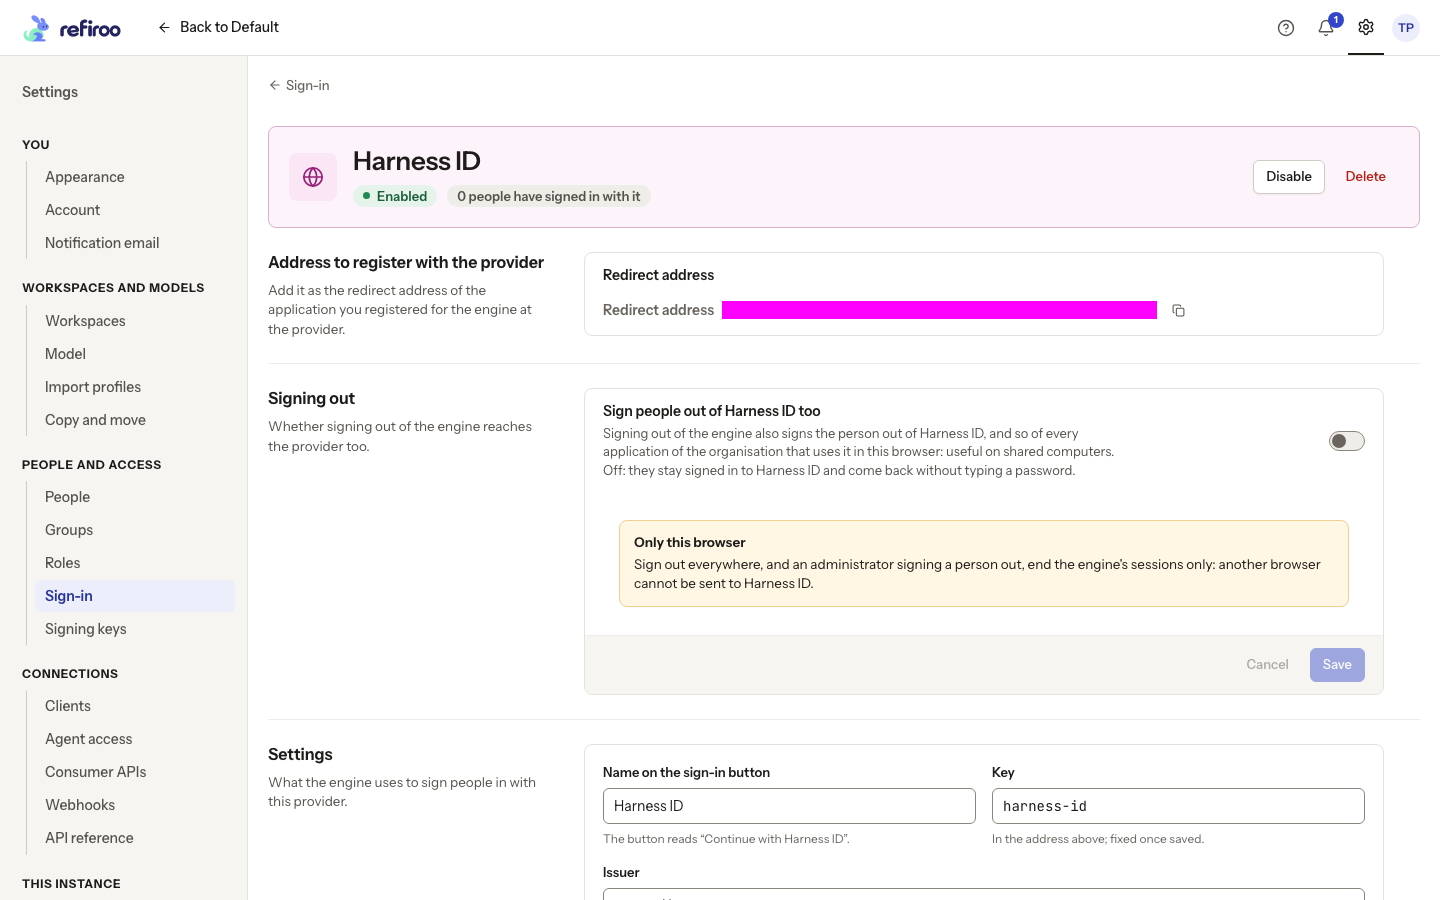 refiroo
Back to Default
1
TP
Settings
YOU
Appearance
Account
Notification email
WORKSPACES AND MODELS
Workspaces
Model
Import profiles
Copy and move
PEOPLE AND ACCESS
People
Groups
Roles
Sign-in
Signing keys
CONNECTIONS
Clients
Agent access
Consumer APIs
Webhooks
API reference
THIS INSTANCE
Sign-in
Harness ID
Enabled
0 people have signed in with it
Disable
Delete
Address to register with the provider
Add it as the redirect address of the
application you registered for the engine at
the provider.
Redirect address
Redirect address
Signing out
Whether signing out of the engine reaches
the provider too.
Sign people out of Harness ID too
Signing out of the engine also signs the person out of Harness ID, and so of every
application of the organisation that uses it in this browser: useful on shared computers.
Off: they stay signed in to Harness ID and come back without typing a password.
Only this browser
Sign out everywhere, and an administrator signing a person out, end the engine's sessions only: another browser
cannot be sent to Harness ID.
Cancel
Save
Settings
What the engine uses to sign people in with
this provider.
Name on the sign-in button
Harness ID
The button reads “Continue with Harness ID”.
Key
harness-id
In the address above; fixed once saved.
Issuer